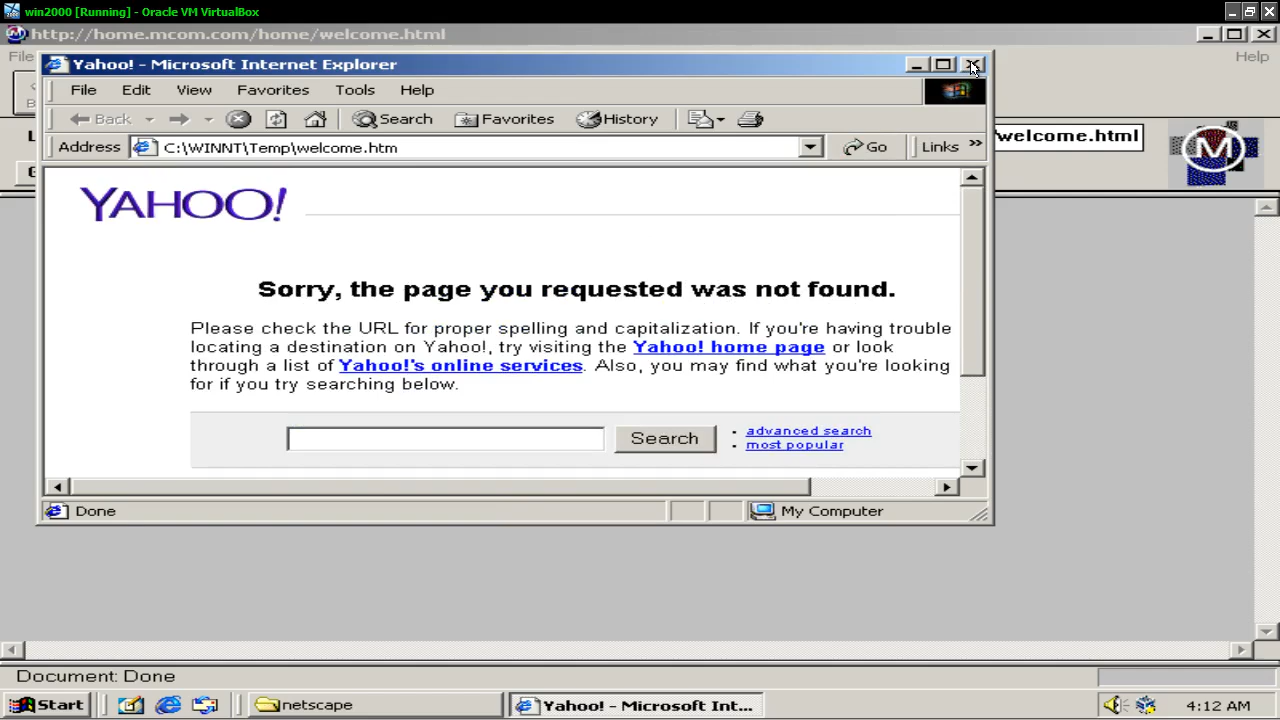 win2000 [Running] - Oracle VM VirtualBox
http://home.mcom.com/home/welcome.html
File
Help
Yahoo! - Microsoft Internet Explorer
File Edit View Favorites Tools Help
Back Search Favorites History
Address C:\WINNT\Temp\welcome.htm Go Links »
/welcome.html
M
YAHOO!
Sorry, the page you requested was not found.
Please check the URL for proper spelling and capitalization. If you're having trouble
locating a destination on Yahoo!, try visiting the Yahoo! home page or look
through a list of Yahoo!'s online services. Also, you may find what you're looking
for if you try searching below.
Search
• advanced search
• most popular
Done
My Computer
Document: Done
Start netscape Yahoo! - Microsoft Int... 4:12 AM